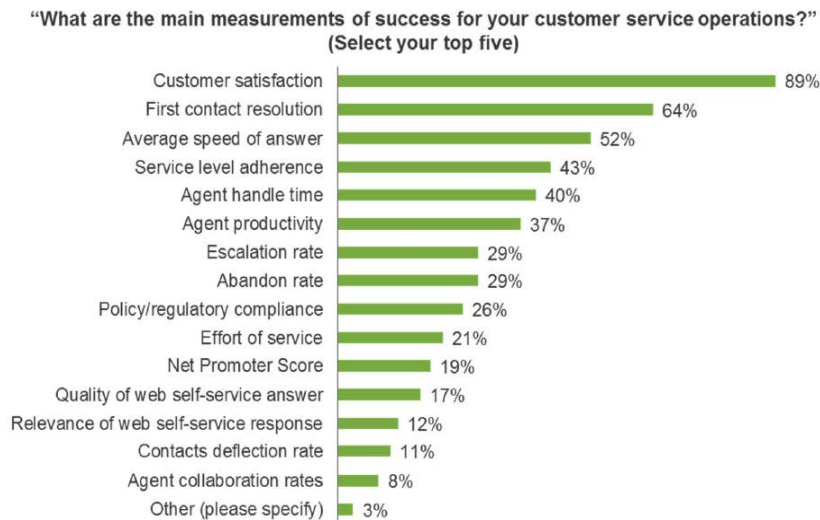 “What are the main measurements of success for your customer service operations?”
(Select your top five)
Customer satisfaction 89%
First contact resolution 64%
Average speed of answer 52%
Service level adherence 43%
Agent handle time 40%
Agent productivity 37%
Escalation rate 29%
Abandon rate 29%
Policy/regulatory compliance 26%
Effort of service 21%
Net Promoter Score 19%
Quality of web self-service answer 17%
Relevance of web self-service response 12%
Contacts deflection rate 11%
Agent collaboration rates 8%
Other (please specify) 3%